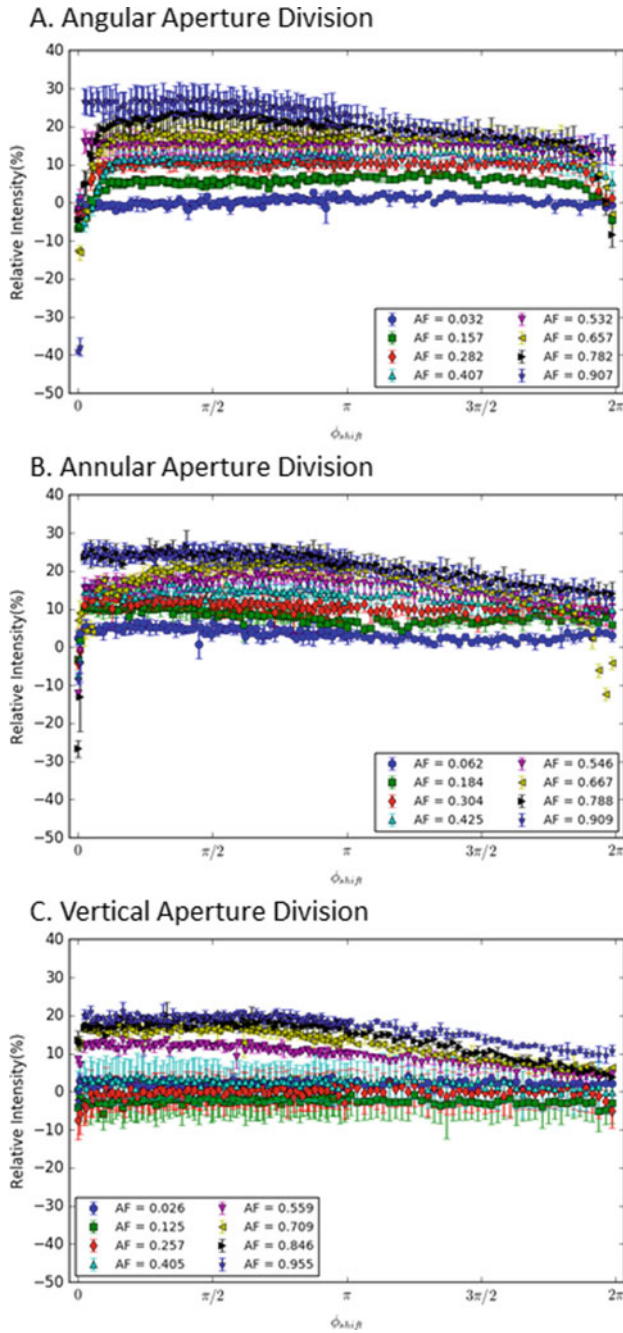 A. Angular Aperture Division
Relative Intensity(%)
40
30
20
10
0
−10
−20
−30
−40
−50
AF = 0.032
AF = 0.157
AF = 0.282
AF = 0.407
AF = 0.532
AF = 0.657
AF = 0.782
AF = 0.907
0
π/2
π
3π/2
2π
ϕshift
B. Annular Aperture Division
Relative Intensity(%)
40
30
20
10
0
−10
−20
−30
−40
−50
AF = 0.062
AF = 0.184
AF = 0.304
AF = 0.425
AF = 0.546
AF = 0.667
AF = 0.788
AF = 0.909
0
π/2
π
3π/2
2π
ϕshift
C. Vertical Aperture Division
Relative Intensity(%)
40
30
20
10
0
−10
−20
−30
−40
−50
AF = 0.026
AF = 0.125
AF = 0.257
AF = 0.405
AF = 0.559
AF = 0.709
AF = 0.846
AF = 0.955
0
π/2
π
3π/2
2π
ϕshift